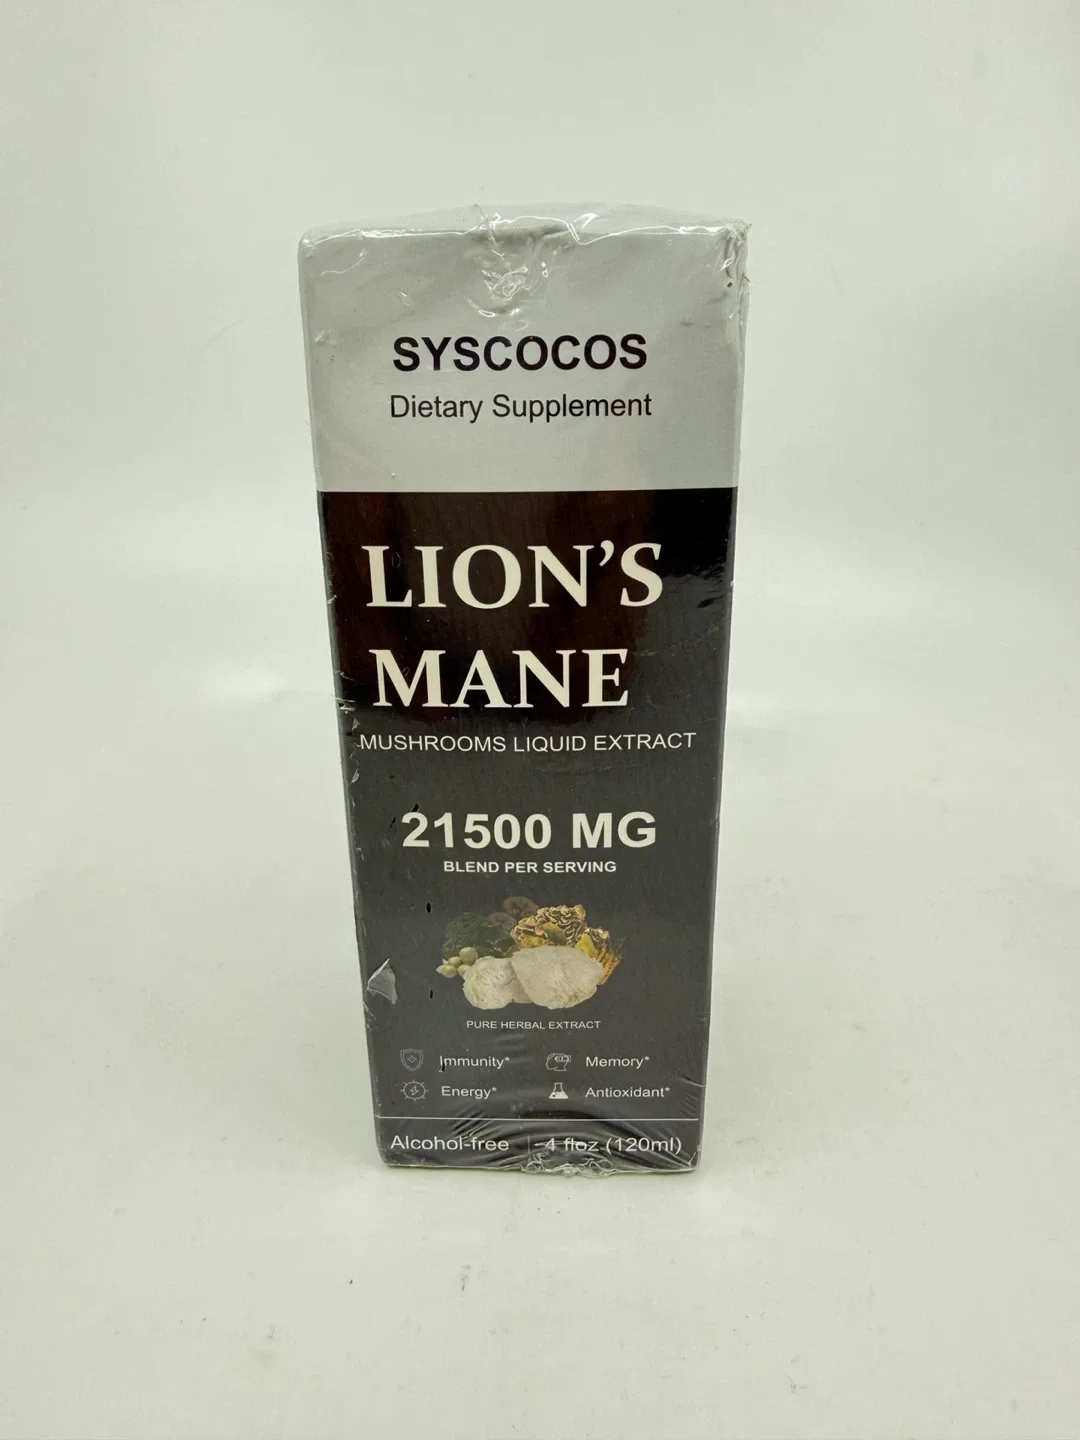 SYSCOCOS
Dietary Supplement
LION'S
MANE
MUSHROOMS LIQUID EXTRACT
21500 MG
BLEND PER SERVING
PURE HERBAL EXTRACT
Immunity* Memory*
Energy* Antioxidant*
Alcohol-free | 4 floz (120ml)